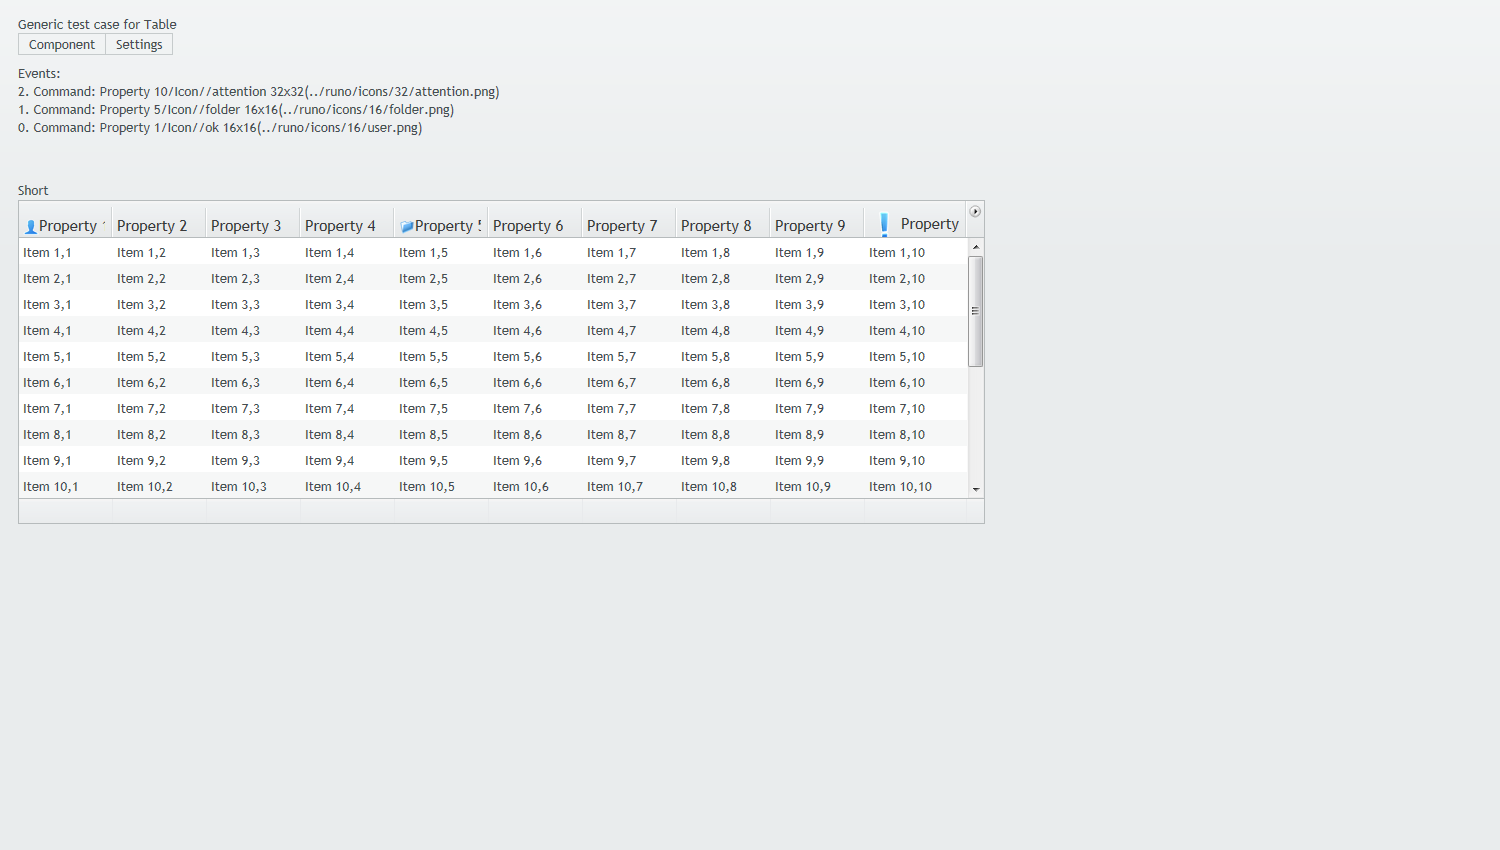 Generic test case for Table
Component Settings
Events:
2. Command: Property 10/Icon//attention 32x32(../runo/icons/32/attention.png)
1. Command: Property 5/Icon//folder 16x16(../runo/icons/16/folder.png)
0. Command: Property 1/Icon//ok 16x16(../runo/icons/16/user.png)
Short
Property Property 2 Property 3 Property 4 Property Property 6 Property 7 Property 8 Property 9 Property
Item 1,1 Item 1,2 Item 1,3 Item 1,4 Item 1,5 Item 1,6 Item 1,7 Item 1,8 Item 1,9 Item 1,10
Item 2,1 Item 2,2 Item 2,3 Item 2,4 Item 2,5 Item 2,6 Item 2,7 Item 2,8 Item 2,9 Item 2,10
Item 3,1 Item 3,2 Item 3,3 Item 3,4 Item 3,5 Item 3,6 Item 3,7 Item 3,8 Item 3,9 Item 3,10
Item 4,1 Item 4,2 Item 4,3 Item 4,4 Item 4,5 Item 4,6 Item 4,7 Item 4,8 Item 4,9 Item 4,10
Item 5,1 Item 5,2 Item 5,3 Item 5,4 Item 5,5 Item 5,6 Item 5,7 Item 5,8 Item 5,9 Item 5,10
Item 6,1 Item 6,2 Item 6,3 Item 6,4 Item 6,5 Item 6,6 Item 6,7 Item 6,8 Item 6,9 Item 6,10
Item 7,1 Item 7,2 Item 7,3 Item 7,4 Item 7,5 Item 7,6 Item 7,7 Item 7,8 Item 7,9 Item 7,10
Item 8,1 Item 8,2 Item 8,3 Item 8,4 Item 8,5 Item 8,6 Item 8,7 Item 8,8 Item 8,9 Item 8,10
Item 9,1 Item 9,2 Item 9,3 Item 9,4 Item 9,5 Item 9,6 Item 9,7 Item 9,8 Item 9,9 Item 9,10
Item 10,1 Item 10,2 Item 10,3 Item 10,4 Item 10,5 Item 10,6 Item 10,7 Item 10,8 Item 10,9 Item 10,10